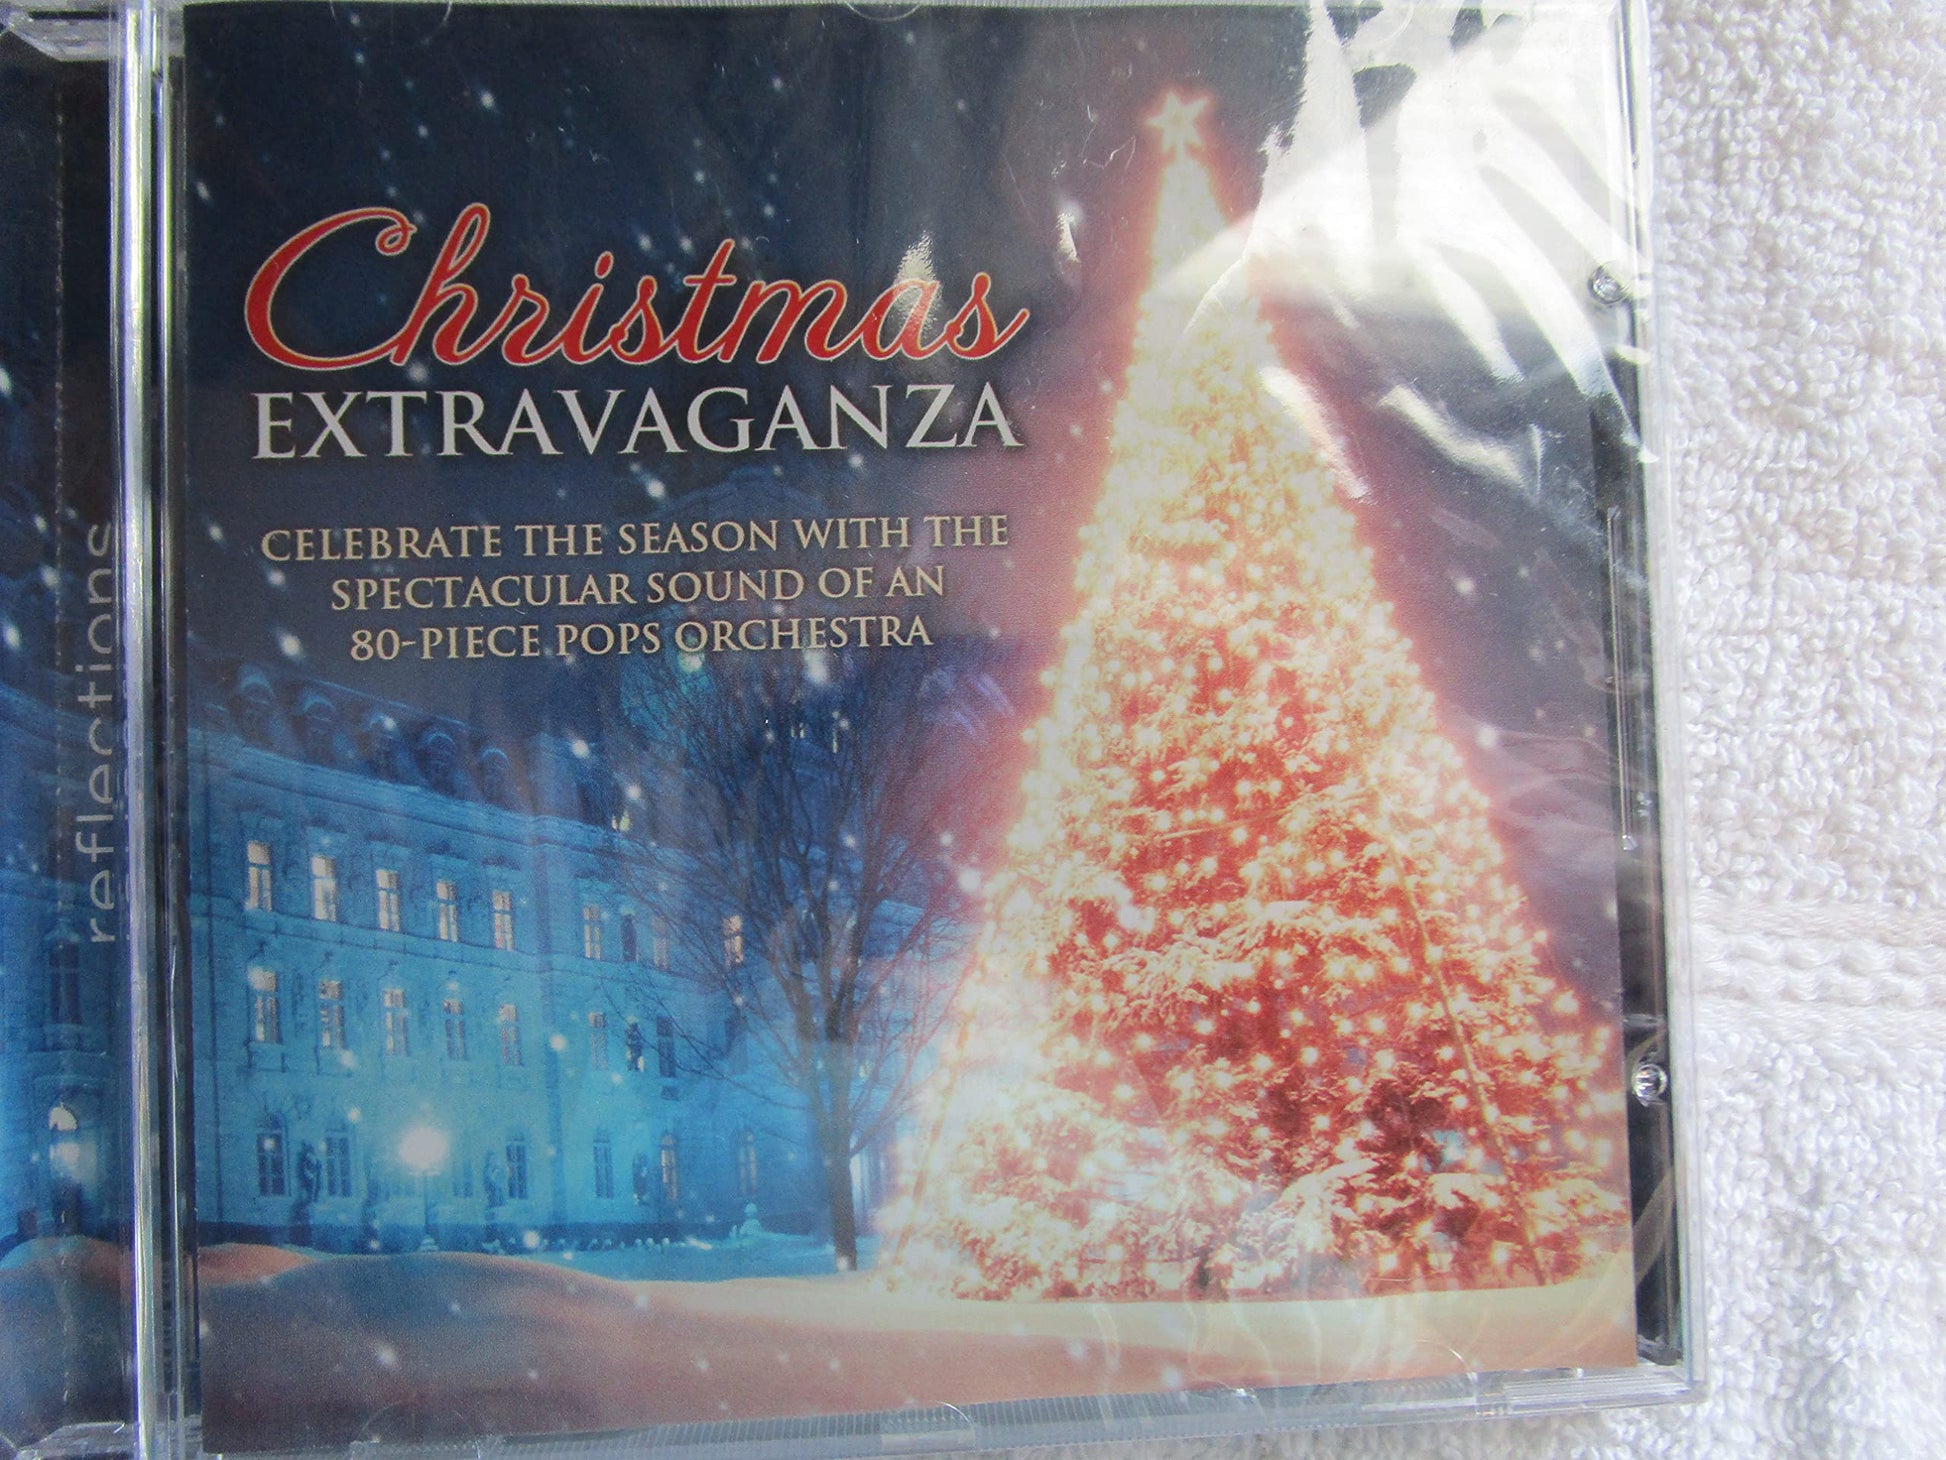 Christmas
EXTRAVAGANZA
CELEBRATE THE SEASON WITH THE
SPECTACULAR SOUND OF AN
80-PIECE POPS ORCHESTRA
reflections